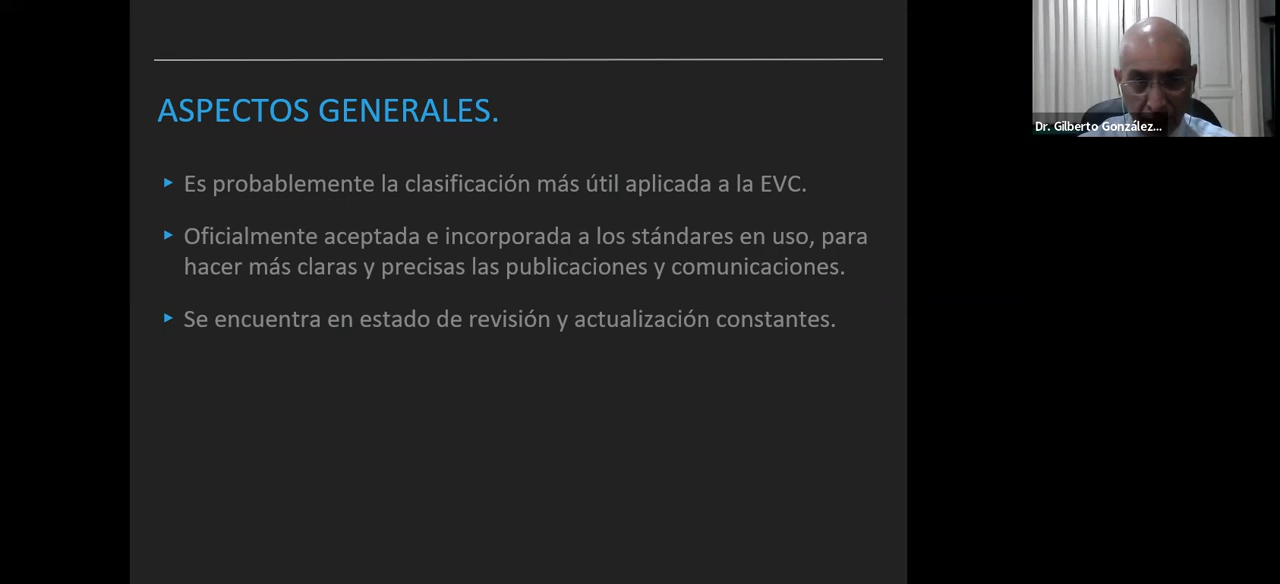 ASPECTOS GENERALES.
Es probablemente la clasificación más útil aplicada a la EVC.
Oficialmente aceptada e incorporada a los stándares en uso, para
hacer más claras y precisas las publicaciones y comunicaciones.
Se encuentra en estado de revisión y actualización constantes.
Dr. Gilberto González...